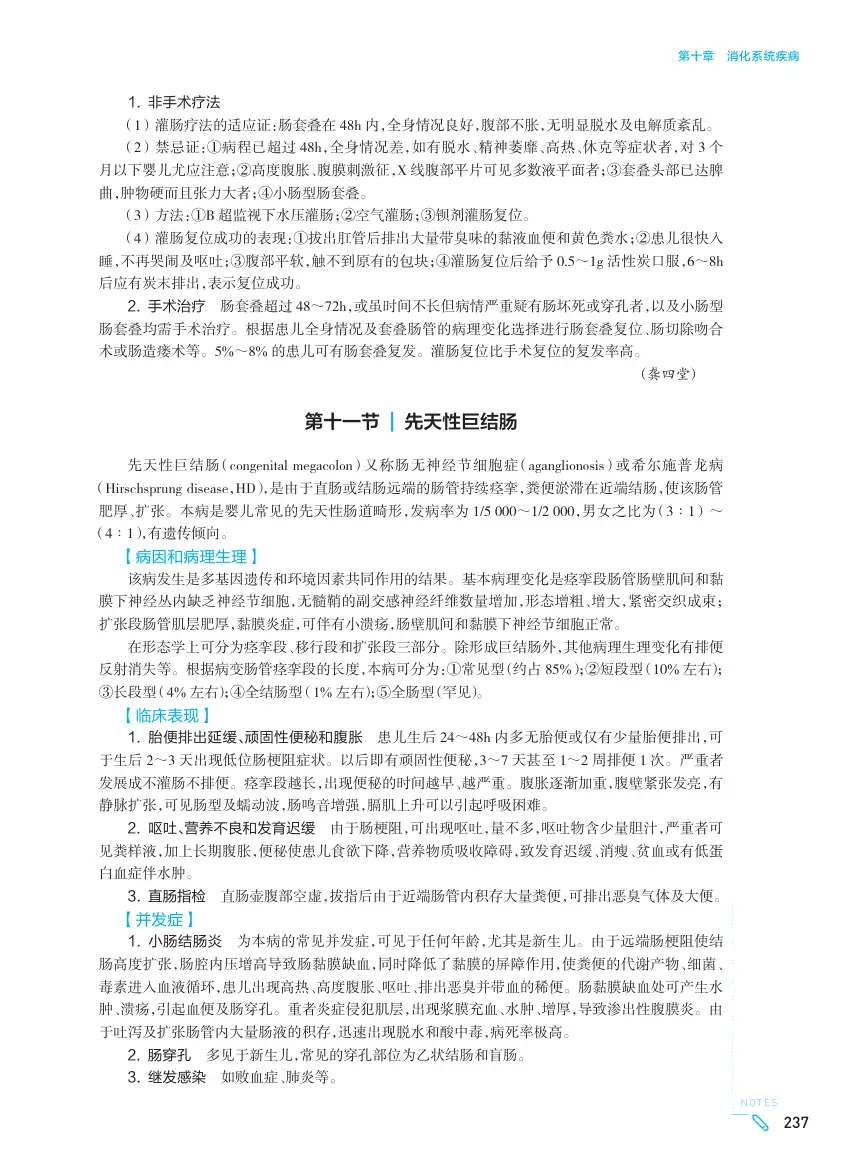 第十章　消化系统疾病
1. 非手术疗法
（1）灌肠疗法的适应证：肠套叠在 48h 内，全身情况良好，腹部不胀，无明显脱水及电解质紊乱。
（2）禁忌证：①病程已超过 48h，全身情况差，如有脱水、精神萎靡、高热、休克等症状者，对 3 个
月以下婴儿尤应注意；②高度腹胀、腹膜刺激征，X 线腹部平片可见多数液平面者；③套叠头部已达脾
曲，肿物硬而且张力大者；④小肠型肠套叠。
（3）方法：①B 超监视下水压灌肠；②空气灌肠；③钡剂灌肠复位。
（4）灌肠复位成功的表现：①拔出肛管后排出大量带臭味的黏液血便和黄色粪水；②患儿很快入
睡，不再哭闹及呕吐；③腹部平软，触不到原有的包块；④灌肠复位后给予 0.5～1g 活性炭口服，6～8h
后应有炭末排出，表示复位成功。
2. 手术治疗　肠套叠超过 48～72h，或虽时间不长但病情严重疑有肠坏死或穿孔者，以及小肠型
肠套叠均需手术治疗。根据患儿全身情况及套叠肠管的病理变化选择进行肠套叠复位、肠切除吻合
术或肠造瘘术等。5%～8% 的患儿可有肠套叠复发。灌肠复位比手术复位的复发率高。
（龚四堂）
第十一节 | 先天性巨结肠
先天性巨结肠（congenital megacolon）又称肠无神经节细胞症（aganglionosis）或希尔施普龙病
（Hirschsprung disease，HD），是由于直肠或结肠远端的肠管持续痉挛，粪便淤滞在近端结肠，使该肠管
肥厚、扩张。本病是婴儿常见的先天性肠道畸形，发病率为 1/5 000～1/2 000，男女之比为（3∶1）～
（4∶1），有遗传倾向。
【病因和病理生理】
该病发生是多基因遗传和环境因素共同作用的结果。基本病理变化是痉挛段肠管肠壁肌间和黏
膜下神经丛内缺乏神经节细胞，无髓鞘的副交感神经纤维数量增加，形态增粗、增大，紧密交织成束；
扩张段肠管肌层肥厚，黏膜炎症，可伴有小溃疡，肠壁肌间和黏膜下神经节细胞正常。
在形态学上可分为痉挛段、移行段和扩张段三部分。除形成巨结肠外，其他病理生理变化有排便
反射消失等。根据病变肠管痉挛段的长度，本病可分为：①常见型（约占 85%）；②短段型（10% 左右）；
③长段型（4% 左右）；④全结肠型（1% 左右）；⑤全肠型（罕见）。
【临床表现】
1. 胎便排出延缓、顽固性便秘和腹胀　患儿生后 24～48h 内多无胎便或仅有少量胎便排出，可
于生后 2～3 天出现低位肠梗阻症状。以后即有顽固性便秘，3～7 天甚至 1～2 周排便 1 次。严重者
发展成不灌肠不排便。痉挛段越长，出现便秘的时间越早、越严重。腹胀逐渐加重，腹壁紧张发亮，有
静脉扩张，可见肠型及蠕动波，肠鸣音增强，膈肌上升可以引起呼吸困难。
2. 呕吐、营养不良和发育迟缓　由于肠梗阻，可出现呕吐，量不多，呕吐物含少量胆汁，严重者可
见粪样液，加上长期腹胀，便秘使患儿食欲下降，营养物质吸收障碍，致发育迟缓、消瘦、贫血或有低蛋
白血症伴水肿。
3. 直肠指检　直肠壶腹部空虚，拔指后由于近端肠管内积存大量粪便，可排出恶臭气体及大便。
【并发症】
1. 小肠结肠炎　为本病的常见并发症，可见于任何年龄，尤其是新生儿。由于远端肠梗阻使结
肠高度扩张，肠腔内压增高导致肠黏膜缺血，同时降低了黏膜的屏障作用，使粪便的代谢产物、细菌、
毒素进入血液循环，患儿出现高热、高度腹胀、呕吐、排出恶臭并带血的稀便。肠黏膜缺血处可产生水
肿、溃疡，引起血便及肠穿孔。重者炎症侵犯肌层，出现浆膜充血、水肿、增厚，导致渗出性腹膜炎。由
于吐泻及扩张肠管内大量肠液的积存，迅速出现脱水和酸中毒，病死率极高。
2. 肠穿孔　多见于新生儿，常见的穿孔部位为乙状结肠和盲肠。
3. 继发感染　如败血症、肺炎等。
NOTES
237